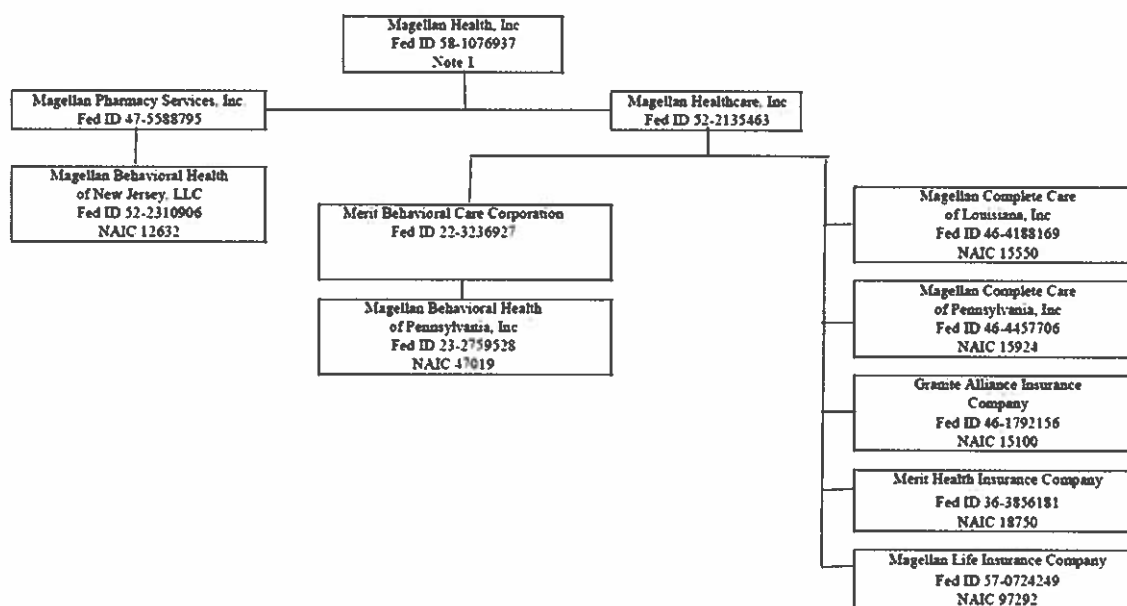 Magellan Health, Inc
Fed ID 58-1076937
Note 1
Magellan Pharmacy Services, Inc
Fed ID 47-5588795
Magellan Healthcare, Inc
Fed ID 52-2135463
Magellan Behavioral Health
of New Jersey, LLC
Fed ID 52-2310906
NAIC 12632
Merit Behavioral Care Corporation
Fed ID 22-3236927
Magellan Behavioral Health
of Pennsylvania, Inc
Fed ID 23-2759528
NAIC 47019
Magellan Complete Care
of Louisiana, Inc
Fed ID 46-4188169
NAIC 15550
Magellan Complete Care
of Pennsylvania, Inc
Fed ID 46-4457706
NAIC 15924
Granite Alliance Insurance
Company
Fed ID 46-1792156
NAIC 15100
Merit Health Insurance Company
Fed ID 36-3856181
NAIC 18750
Magellan Life Insurance Company
Fed ID 57-0724249
NAIC 97292